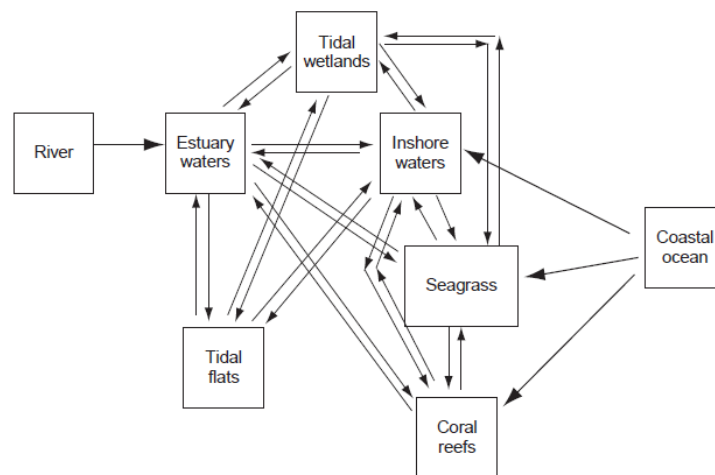 Tidal
wetlands
River
Estuary
waters
Inshore
waters
Coastal
ocean
Seagrass
Tidal
flats
Coral
reefs